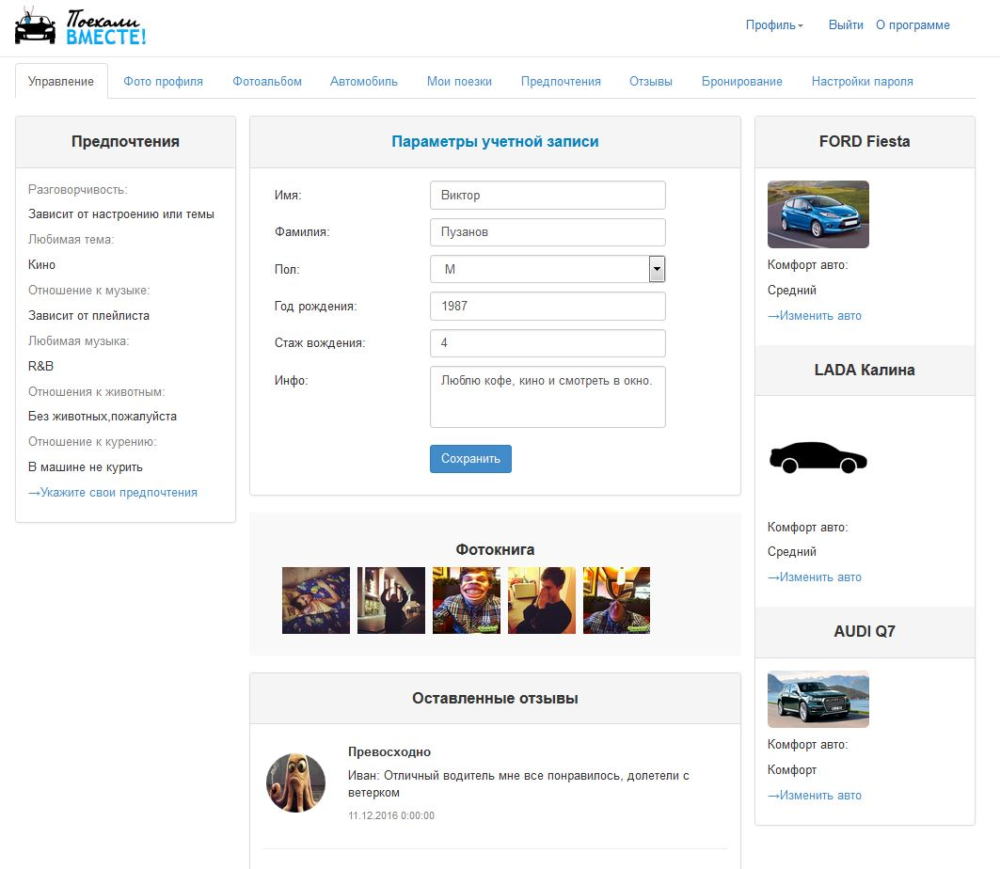 Поехали
ВМЕСТЕ!
Профиль
Выйти
О программе
Управление
Фото профиля
Фотоальбом
Автомобиль
Мои поезки
Предпочтения
Отзывы
Бронирование
Настройки пароля
Предпочтения
Разговорчивость:
Зависит от настроению или темы
Любимая тема:
Кино
Отношение к музыке:
Зависит от плейлиста
Любимая музыка:
R&B
Отношения к животным:
Без животных,пожалуйста
Отношение к курению:
В машине не курить
→Укажите свои предпочтения
Параметры учетной записи
Имя:
Виктор
Фамилия:
Пузанов
Пол:
М
Год рождения:
1987
Стаж вождения:
4
Инфо:
Люблю кофе, кино и смотреть в окно.
Сохранить
Фотокнига
Оставленные отзывы
Превосходно
Иван: Отличный водитель мне все понравилось, долетели с
ветерком
11.12.2016 0:00:00
FORD Fiesta
Комфорт авто:
Средний
→Изменить авто
LADA Калина
Комфорт авто:
Средний
→Изменить авто
AUDI Q7
Комфорт авто:
Комфорт
→Изменить авто